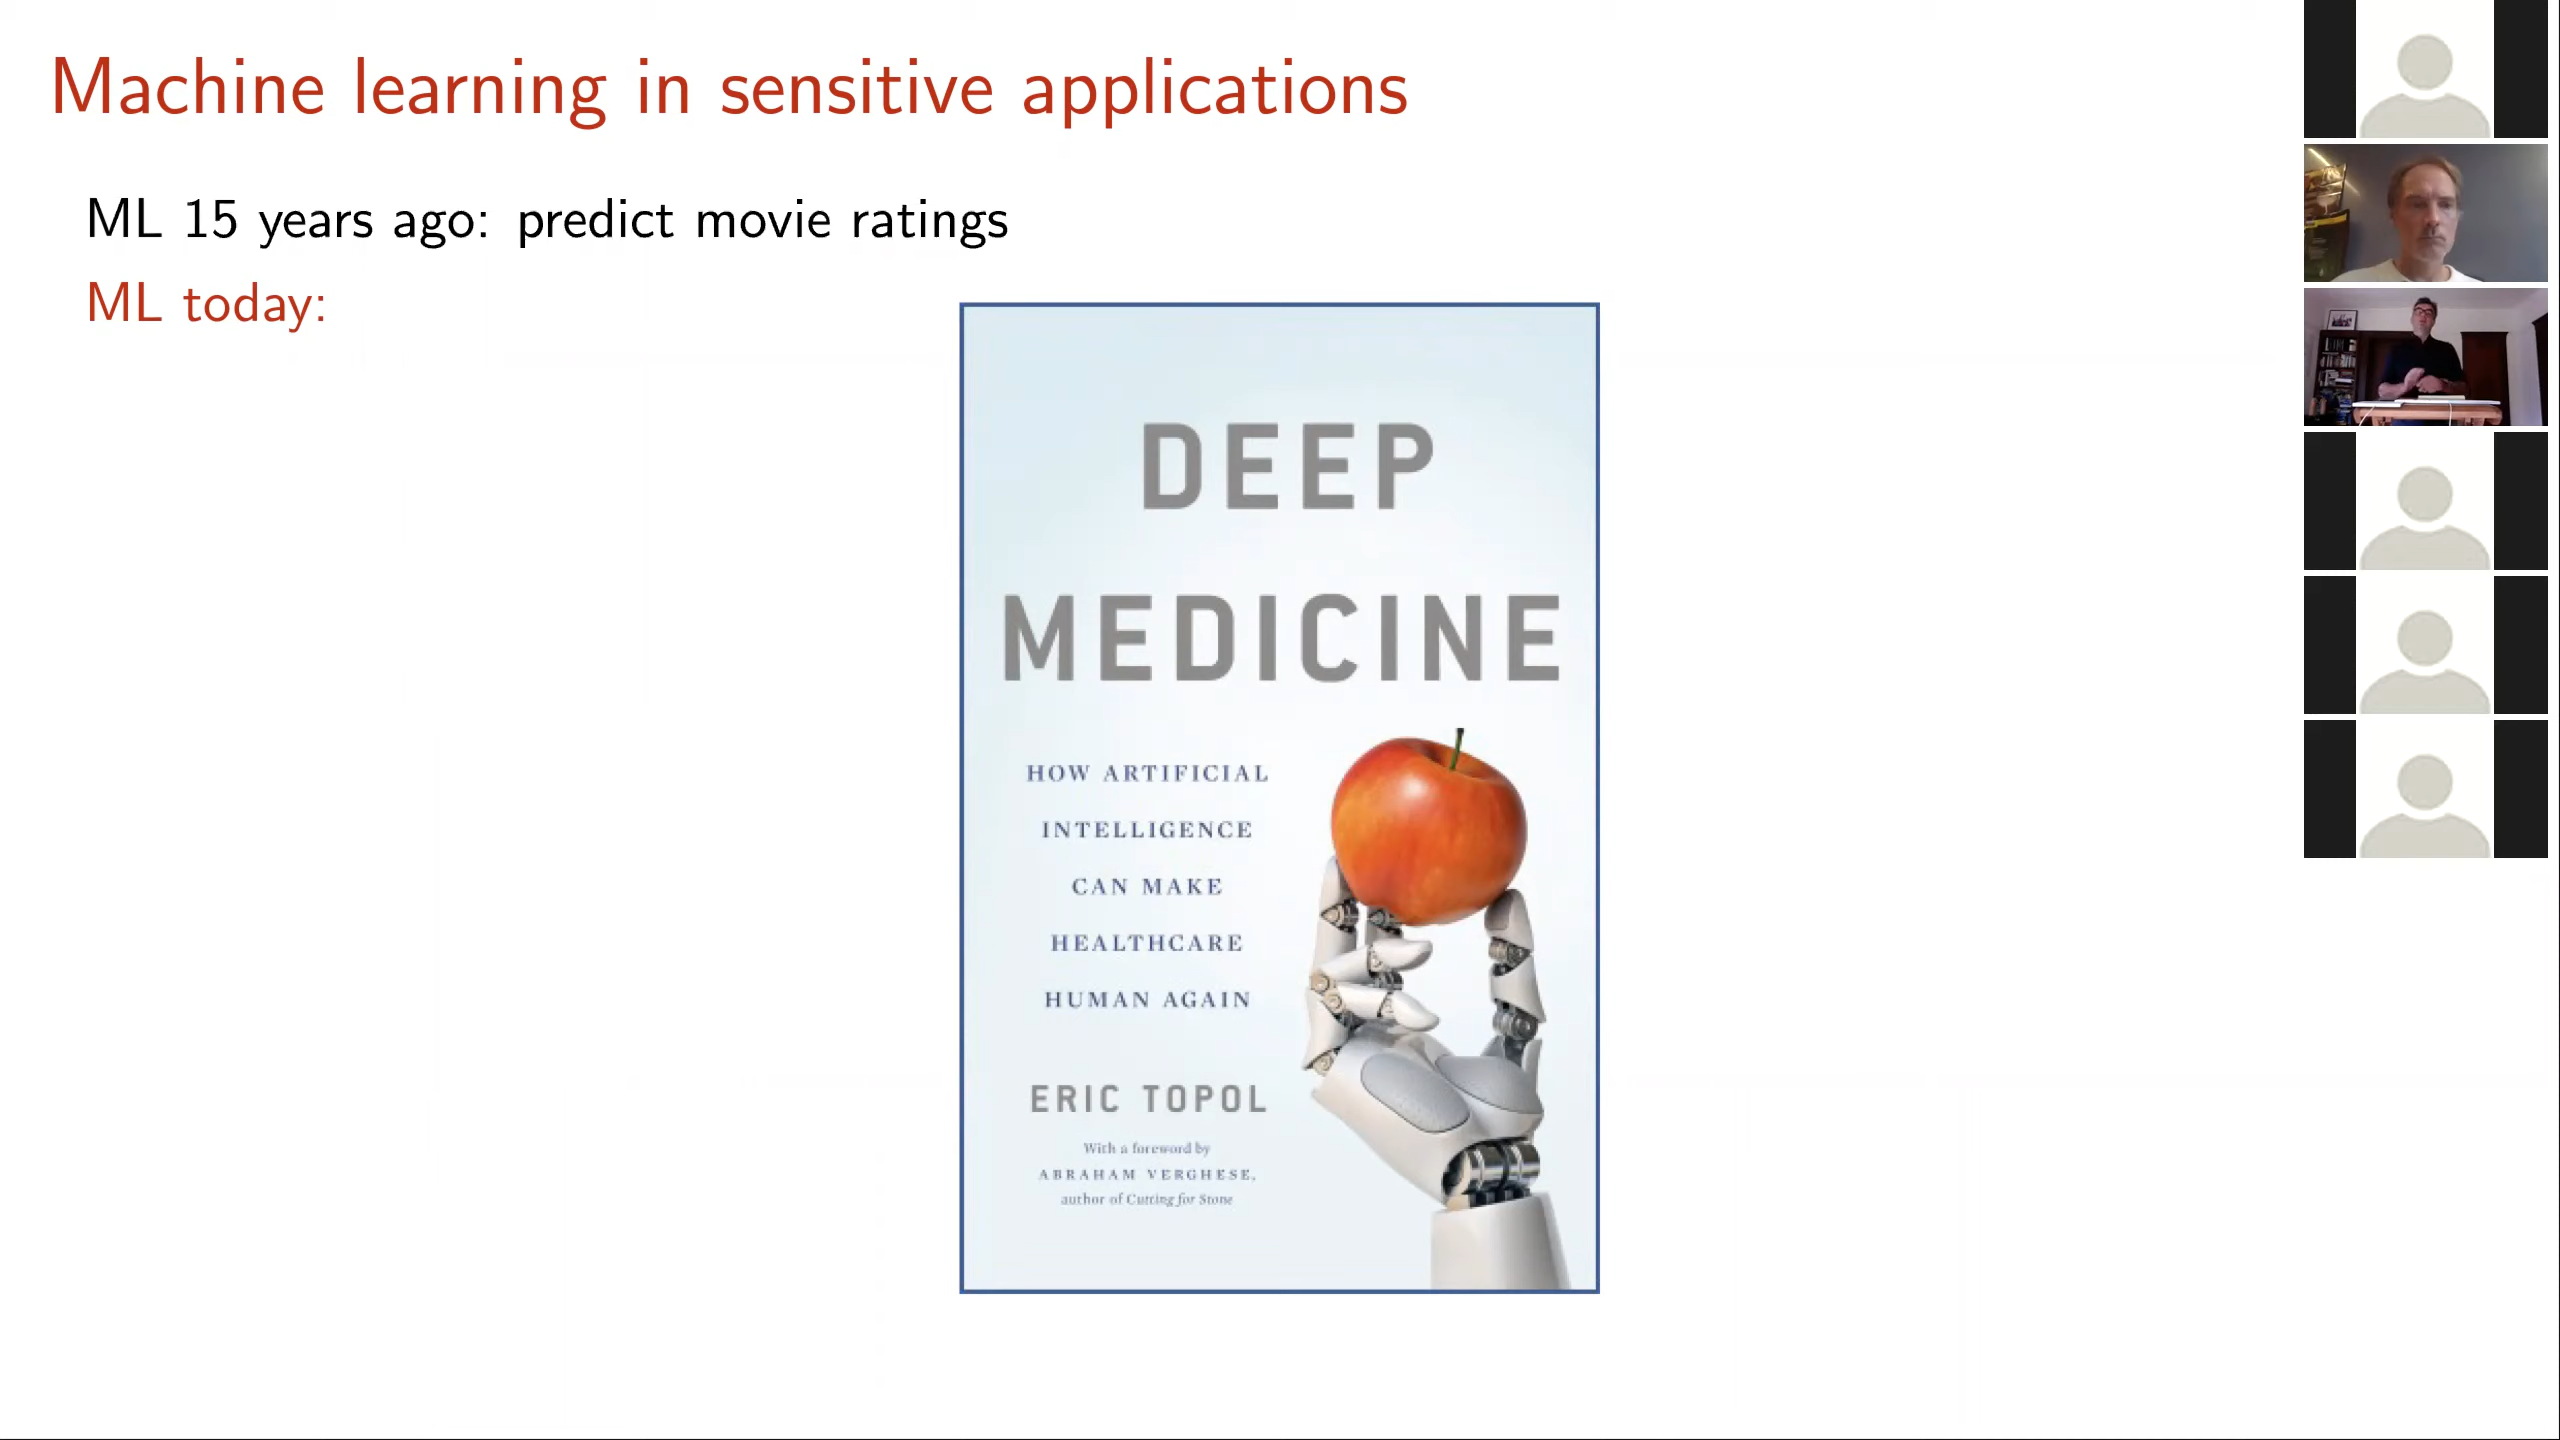 Machine learning in sensitive applications
ML 15 years ago: predict movie ratings
ML today:
DEEP
MEDICINE
HOW ARTIFICIAL
INTELLIGENCE
CAN MAKE
HEALTHCARE
HUMAN AGAIN
ERIC TOPOL
With a foreword by
ABRAHAM VERGHESE,
author of Cutting for Stone